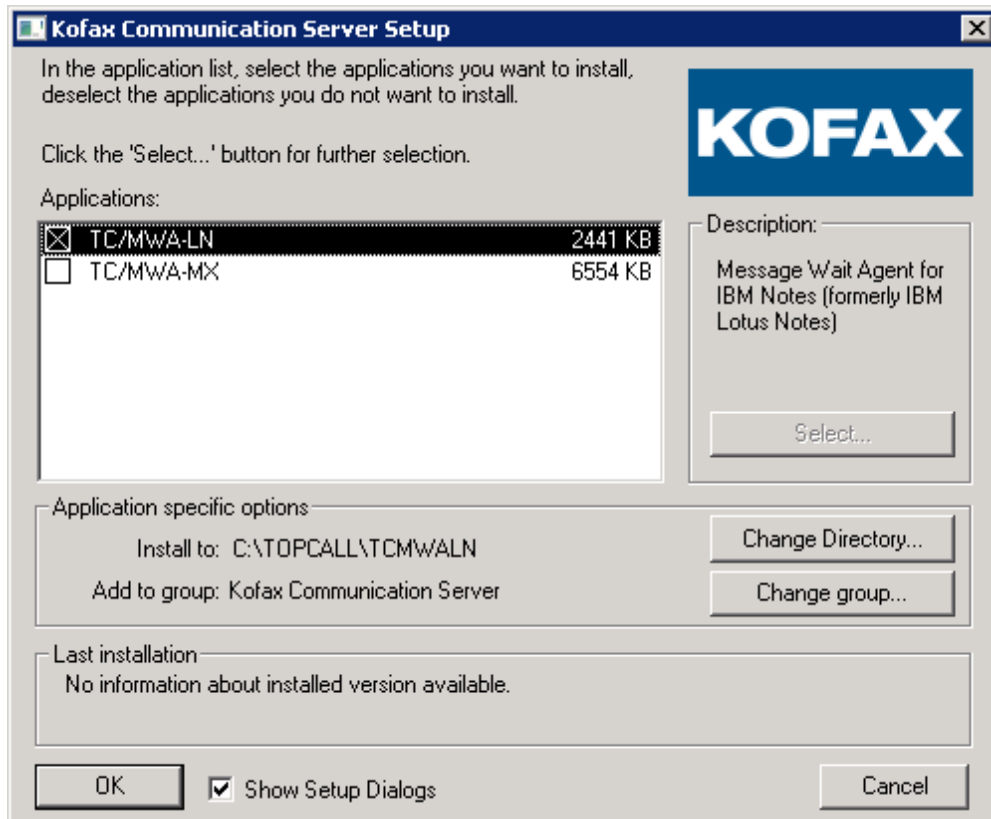 Kofax Communication Server Setup
In the application list, select the applications you want to install,
deselect the applications you do not want to install.
KOFAX
Click the 'Select...' button for further selection.
Applications:
TC/MWA-LN 2441 KB
TC/MWA-MX 6554 KB
Description:
Message Wait Agent for
IBM Notes (formerly IBM
Lotus Notes)
Select...
Application specific options
Install to: C:\TOPCALL\TCMWALN
Change Directory...
Add to group: Kofax Communication Server
Change group...
Last installation
No information about installed version available.
OK
Show Setup Dialogs
Cancel